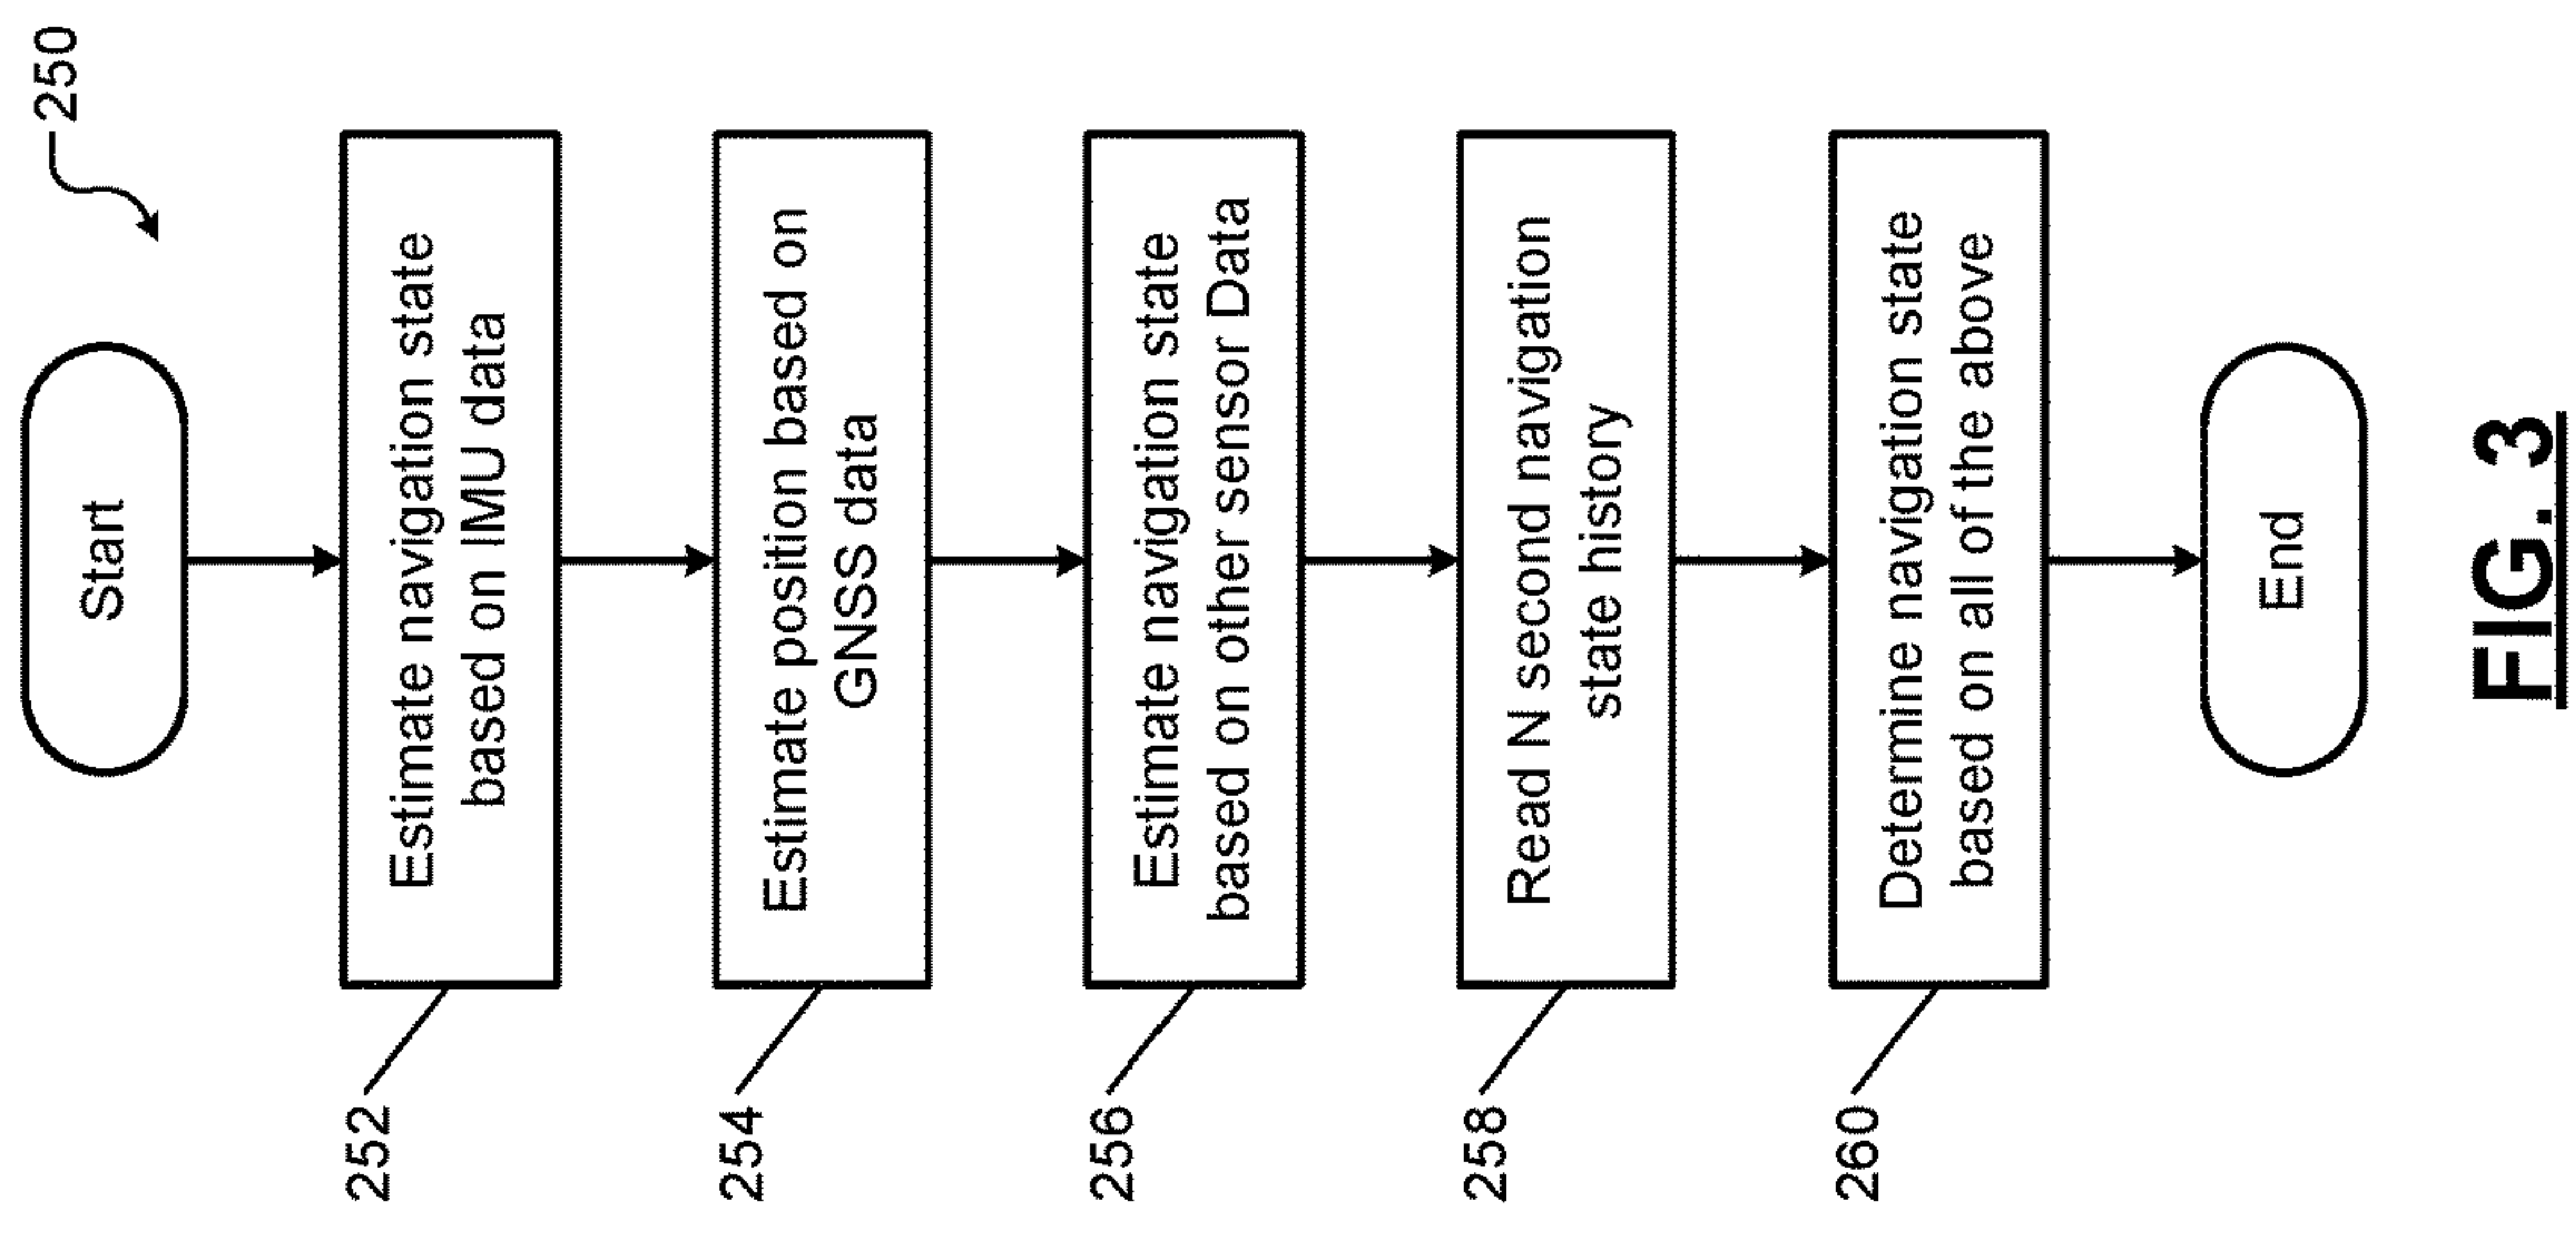 250
Start
252
Estimate navigation state
based on IMU data
254
Estimate position based on
GNSS data
256
Estimate navigation state
based on other sensor Data
258
Read N second navigation
state history
260
Determine navigation state
based on all of the above
End
FIG. 3